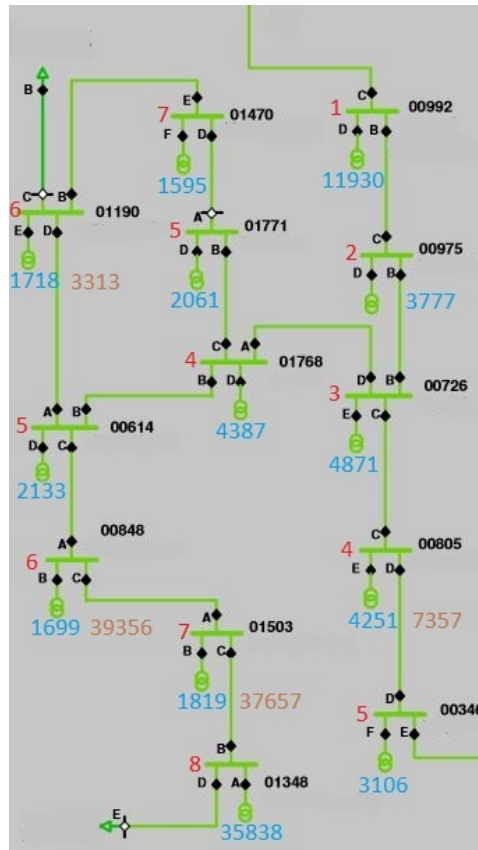 C
1
00992
D
B
11930
B
E
7
01470
F
D
1595
C
B
6
01190
E
D
1718
3313
A
5
01771
D
B
2061
C
2
00975
D
B
3777
C
A
4
01768
B
D
4387
D
B
3
00726
E
C
4871
A
B
5
00614
D
C
2133
00848
A
6
B
C
1699
39356
C
4
00805
E
D
4251
7357
A
7
01503
B
C
1819
37657
D
5
00346
F
E
3106
B
8
01348
D
A
35838
E